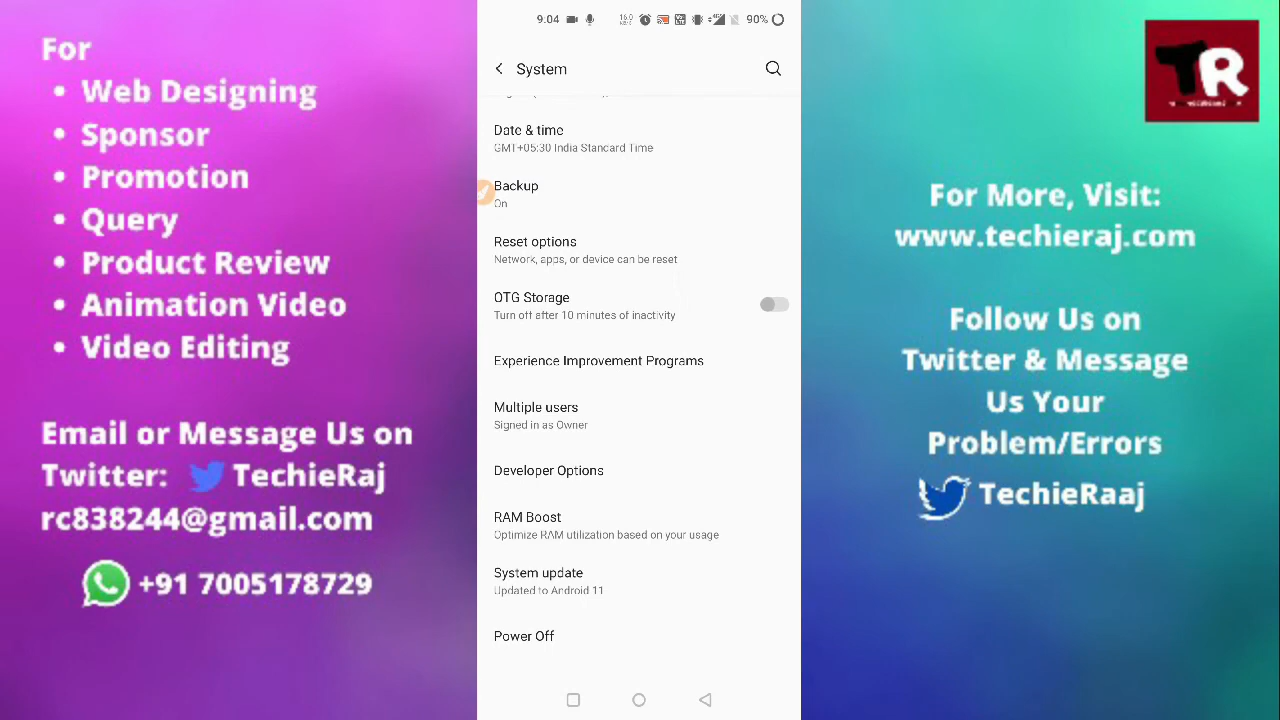 For
• Web Designing
• Sponsor
• Promotion
• Query
• Product Review
• Animation Video
• Video Editing
Email or Message Us on
Twitter: TechieRaj
rc838244@gmail.com
+91 7005178729
9:04
16.0
90%
System
Date & time
GMT+05:30 India Standard Time
Backup
On
Reset options
Network, apps, or device can be reset
OTG Storage
Turn off after 10 minutes of inactivity
Experience Improvement Programs
Multiple users
Signed in as Owner
Developer Options
RAM Boost
Optimize RAM utilization based on your usage
System update
Updated to Android 11
Power Off
TR
For More, Visit:
www.techieraj.com
Follow Us on
Twitter & Message
Us Your
Problem/Errors
TechieRaaj